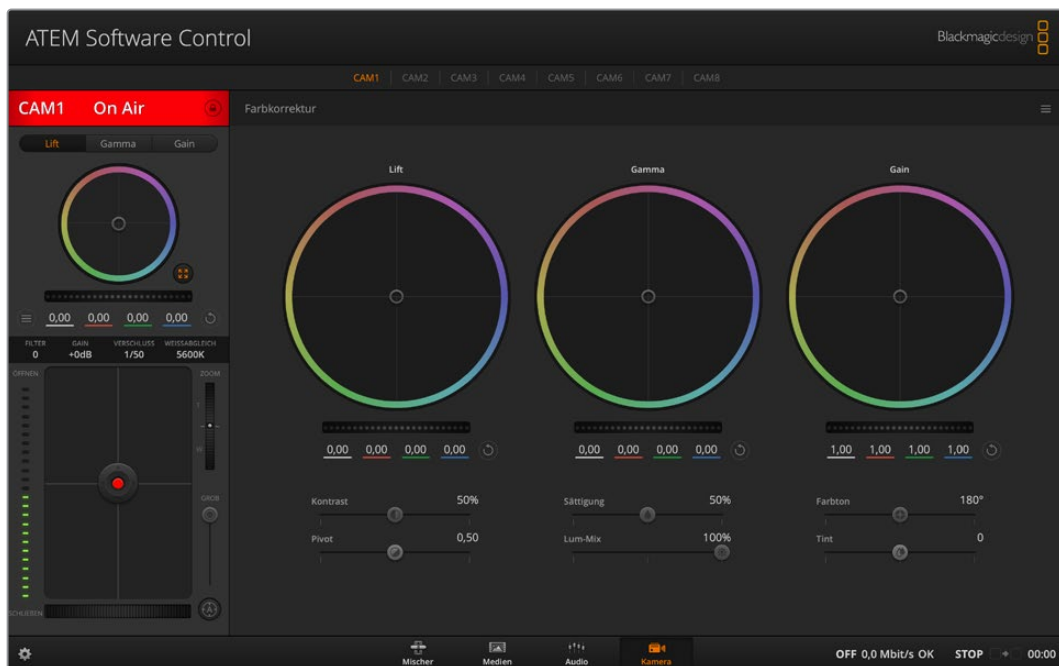 ATEM Software Control
Blackmagicdesign
CAM1 CAM2 CAM3 CAM4 CAM5 CAM6 CAM7 CAM8
CAM1 On Air
Farbkorrektur
Lift Gamma Gain
0,00 0,00 0,00 0,00
FILTER GAIN VERSCHLUSS WEISSABGLEICH
0 +0dB 1/50 5600K
ÖFFNEN
ZOOM
T
W
GROB
SCHLIEßEN
A
Lift Gamma Gain
0,00 0,00 0,00 0,00
0,00 0,00 0,00 0,00
1,00 1,00 1,00 1,00
Kontrast 50%
Sättigung 50%
Farbton 180°
Pivot 0,50
Lum-Mix 100%
Tint 0
Mischer Medien Audio Kamera
OFF 0,0 Mbit/s OK STOP 00:00